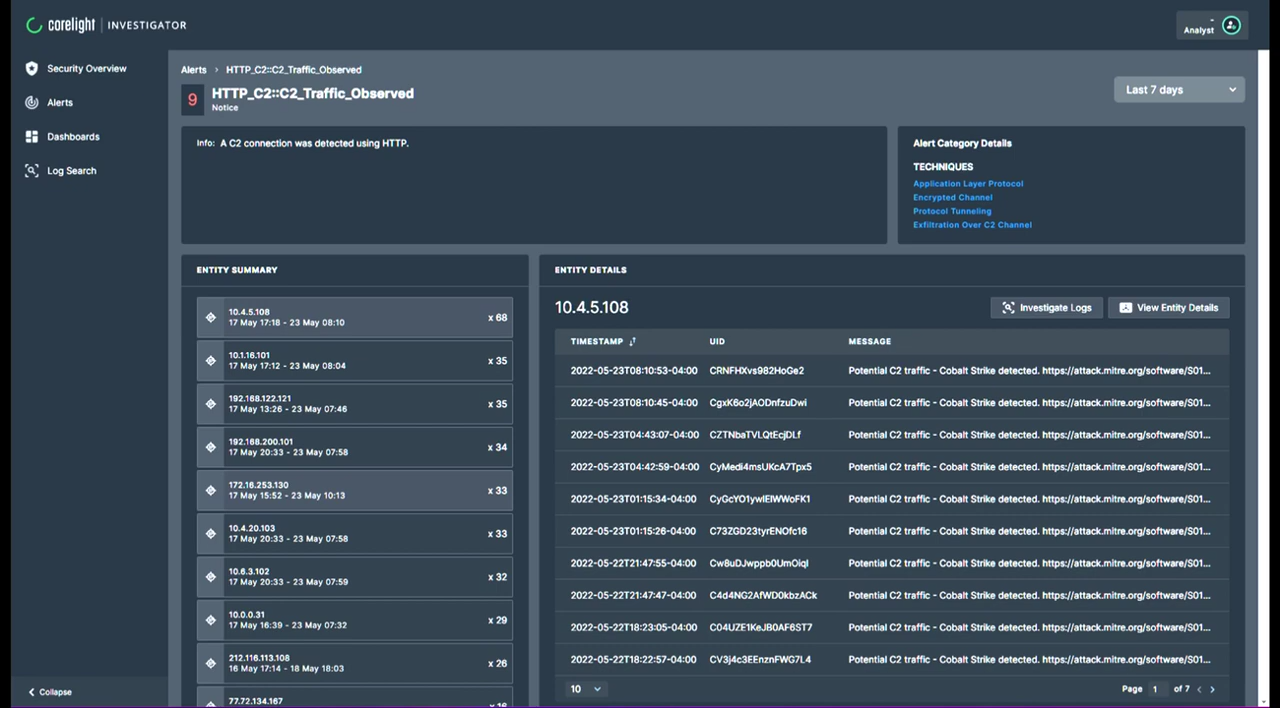 corelight | INVESTIGATOR
Analyst
Security Overview
Alerts
Dashboards
Log Search
Collapse
Alerts > HTTP_C2::C2_Traffic_Observed
9
HTTP_C2::C2_Traffic_Observed
Notice
Last 7 days
Info: A C2 connection was detected using HTTP.
Alert Category Details
TECHNIQUES
Application Layer Protocol
Encrypted Channel
Protocol Tunneling
Exfiltration Over C2 Channel
ENTITY SUMMARY
10.4.5.108
17 May 17:18 - 23 May 08:10
x 68
10.1.16.101
17 May 17:12 - 23 May 08:04
x 35
192.168.122.121
17 May 13:26 - 23 May 07:46
x 35
192.168.200.101
17 May 20:33 - 23 May 07:58
x 34
172.16.253.130
17 May 15:52 - 23 May 10:13
x 33
10.4.20.103
17 May 20:33 - 23 May 07:58
x 33
10.6.3.102
17 May 20:33 - 23 May 07:59
x 32
10.0.0.31
17 May 16:39 - 23 May 07:32
x 29
212.116.113.108
16 May 17:14 - 18 May 18:03
x 26
77.72.134.167
ENTITY DETAILS
10.4.5.108
Investigate Logs
View Entity Details
TIMESTAMP UID MESSAGE
2022-05-23T08:10:53-04:00 CRNFHXvs982HoGe2 Potential C2 traffic - Cobalt Strike detected. https://attack.mitre.org/software/S01...
2022-05-23T08:10:45-04:00 CgxK6o2jAODnfzuDwi Potential C2 traffic - Cobalt Strike detected. https://attack.mitre.org/software/S01...
2022-05-23T04:43:07-04:00 CZTNbaTVLQtEcjDLf Potential C2 traffic - Cobalt Strike detected. https://attack.mitre.org/software/S01...
2022-05-23T04:42:59-04:00 CyMedi4msUKcA7Tpx5 Potential C2 traffic - Cobalt Strike detected. https://attack.mitre.org/software/S01...
2022-05-23T01:15:34-04:00 CyGcYO1ywIEIWWoFK1 Potential C2 traffic - Cobalt Strike detected. https://attack.mitre.org/software/S01...
2022-05-23T01:15:26-04:00 C73ZGD23tyrENOfc16 Potential C2 traffic - Cobalt Strike detected. https://attack.mitre.org/software/S01...
2022-05-22T21:47:55-04:00 Cw8uDJwppb0UmOiqI Potential C2 traffic - Cobalt Strike detected. https://attack.mitre.org/software/S01...
2022-05-22T21:47:47-04:00 C4d4NG2AfWD0kbzACk Potential C2 traffic - Cobalt Strike detected. https://attack.mitre.org/software/S01...
2022-05-22T18:23:05-04:00 C04UZE1KeJB0AF6ST7 Potential C2 traffic - Cobalt Strike detected. https://attack.mitre.org/software/S01...
2022-05-22T18:22:57-04:00 CV3j4c3EEnznFWG7L4 Potential C2 traffic - Cobalt Strike detected. https://attack.mitre.org/software/S01...
10
Page 1 of 7